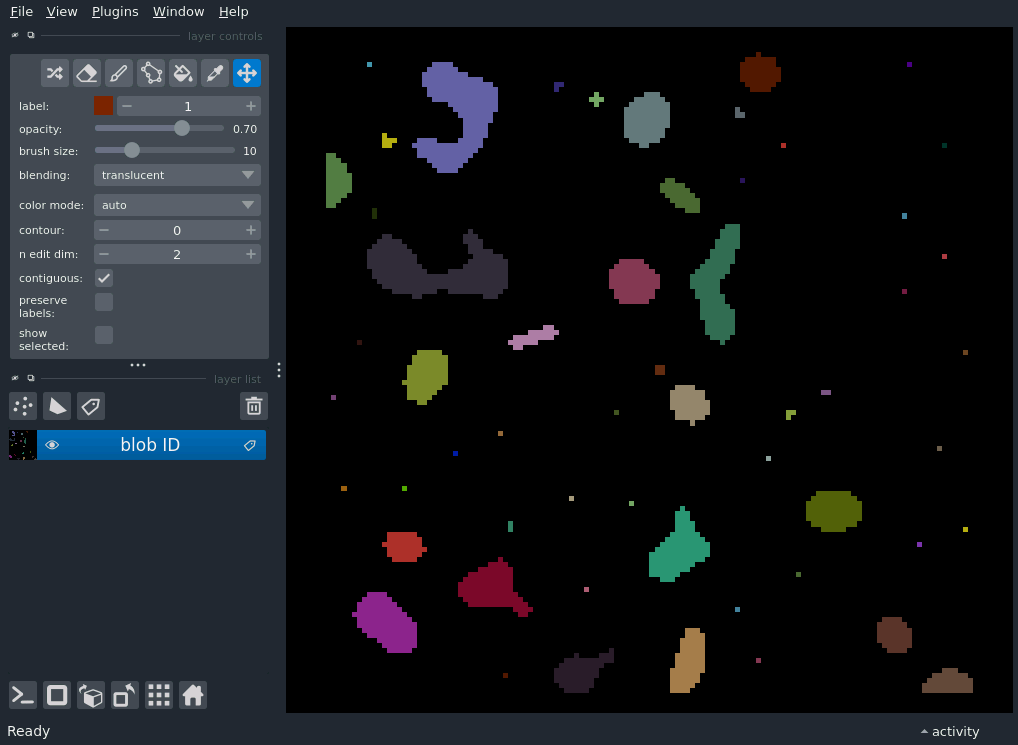 File View Plugins Window Help
layer controls
label: 1
opacity: 0.70
brush size: 10
blending: translucent
color mode: auto
contour: 0
n edit dim: 2
contiguous:
preserve
labels:
show
selected:
layer list
blob ID
Ready activity